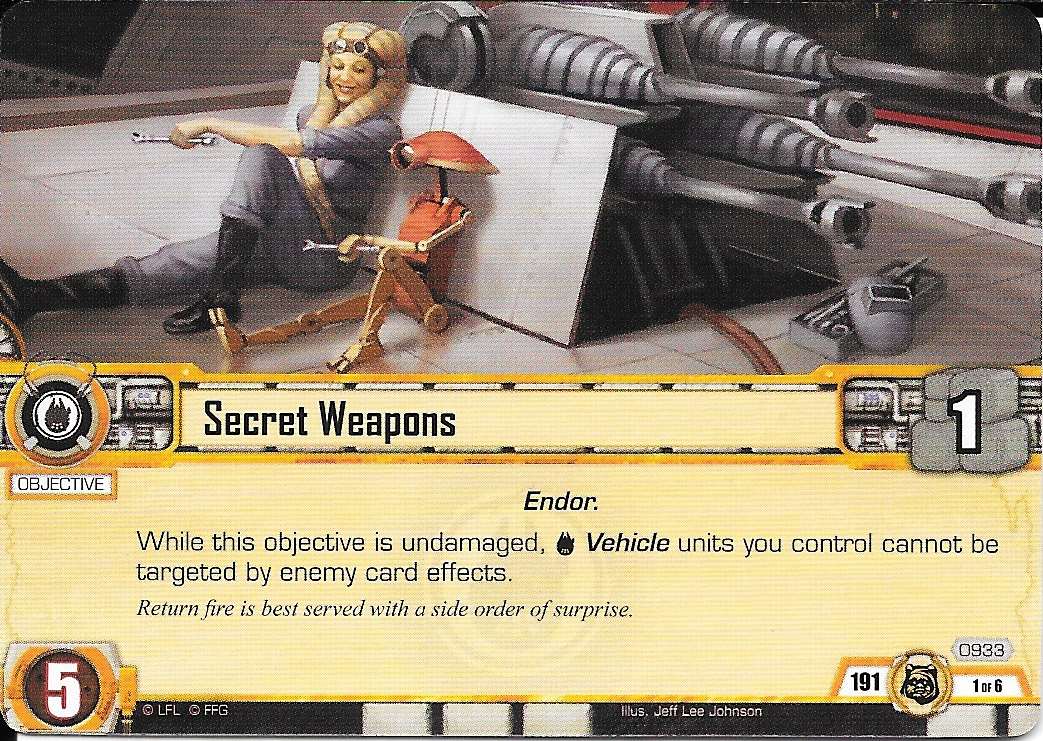 Secret Weapons
1
OBJECTIVE
Endor.
While this objective is undamaged, Vehicle units you control cannot be
targeted by enemy card effects.
Return fire is best served with a side order of surprise.
0933
5
191
1 OF 6
© LFL © FFG
Illus. Jeff Lee Johnson